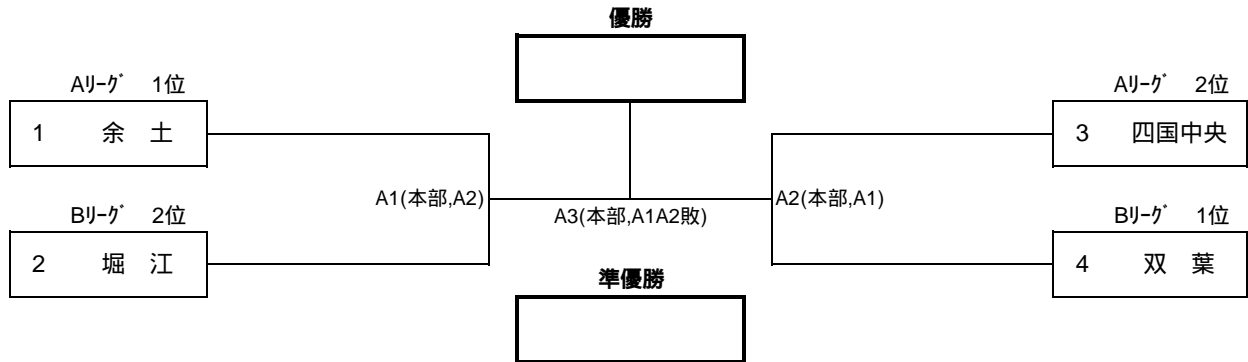 優勝
Aﾘｰｸﾞ 1位
Aﾘｰｸﾞ 2位
1 余 土
3 四国中央
A1(本部,A2)
A3(本部,A1A2敗)
A2(本部,A1)
Bﾘｰｸﾞ 2位
Bﾘｰｸﾞ 1位
2 堀 江
4 双 葉
準優勝